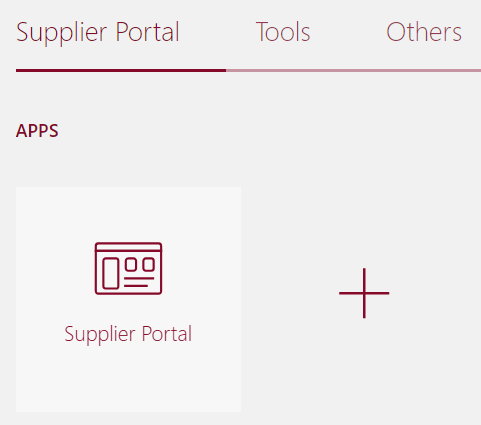 Supplier Portal Tools Others
APPS
Supplier Portal